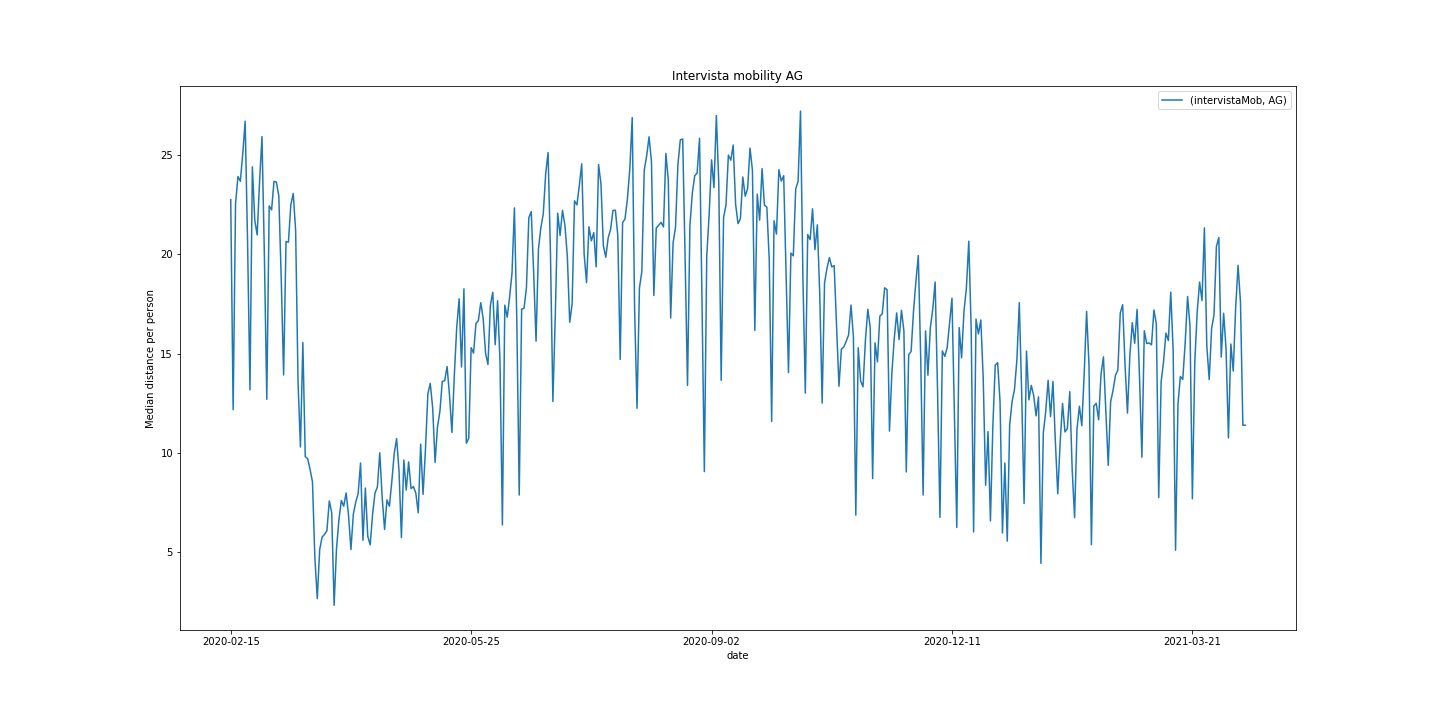 Intervista mobility AG
(intervistaMob, AG)
Median distance per person
25
20
15
10
5
2020-02-15
2020-05-25
2020-09-02
2020-12-11
2021-03-21
date